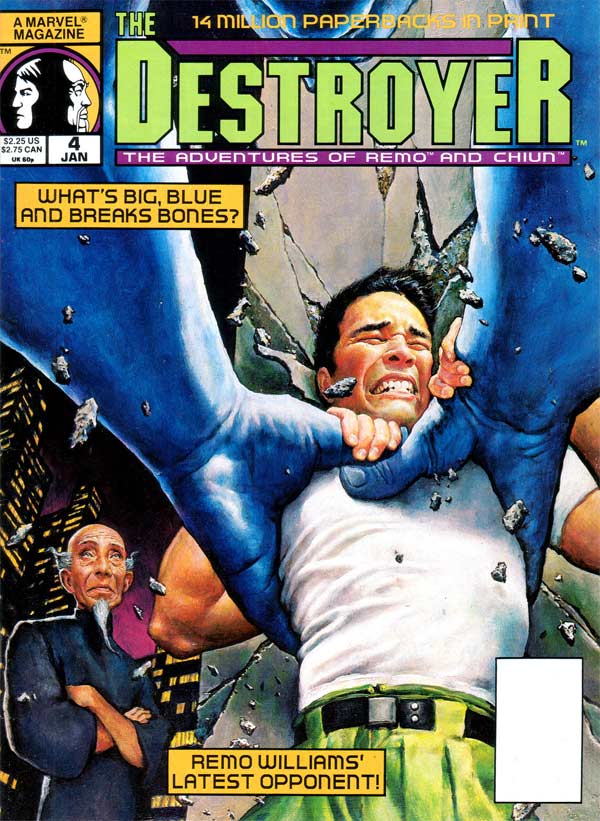 A MARVEL®
MAGAZINE
TM
$2.25 US
$2.75 CAN
UK 60p
4
JAN
14 MILLION PAPERBACKS IN PRINT
THE
DESTROYER™
THE ADVENTURES OF REMO™ AND CHIUN™
WHAT'S BIG, BLUE
AND BREAKS BONES?
REMO WILLIAMS'
LATEST OPPONENT!